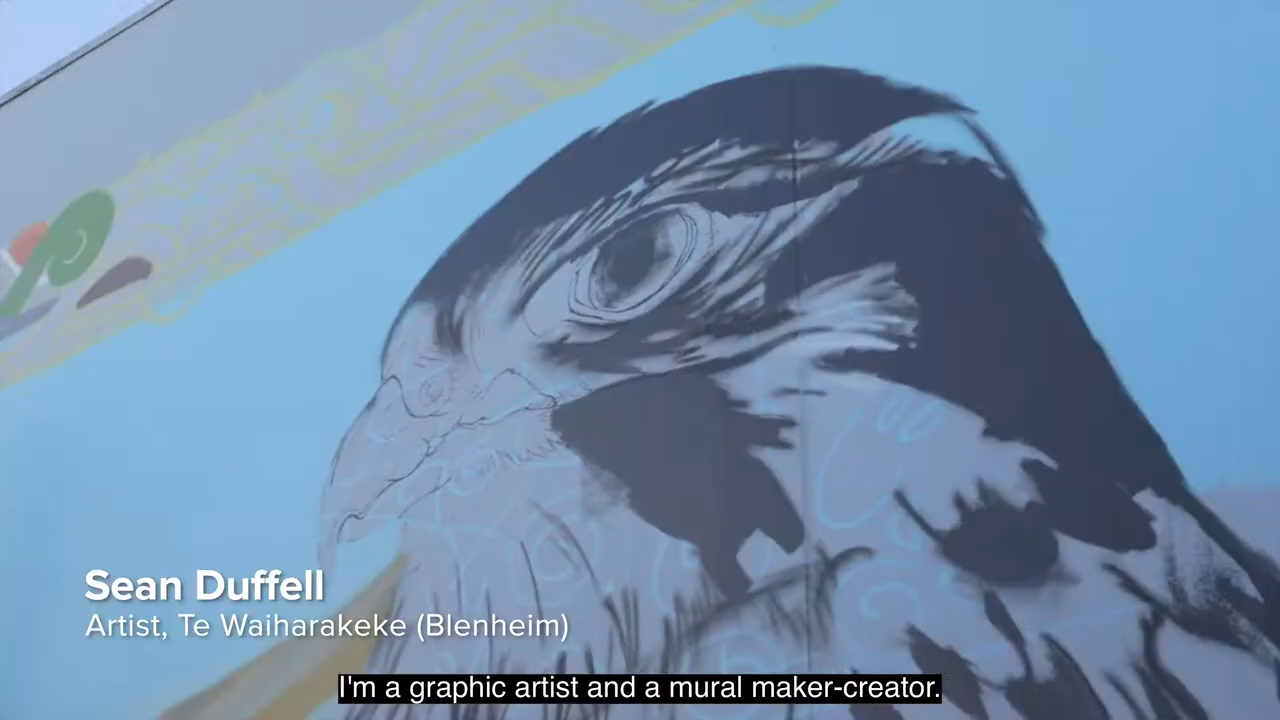 Sean Duffell
Artist, Te Waiharakeke (Blenheim)
I'm a graphic artist and a mural maker-creator.